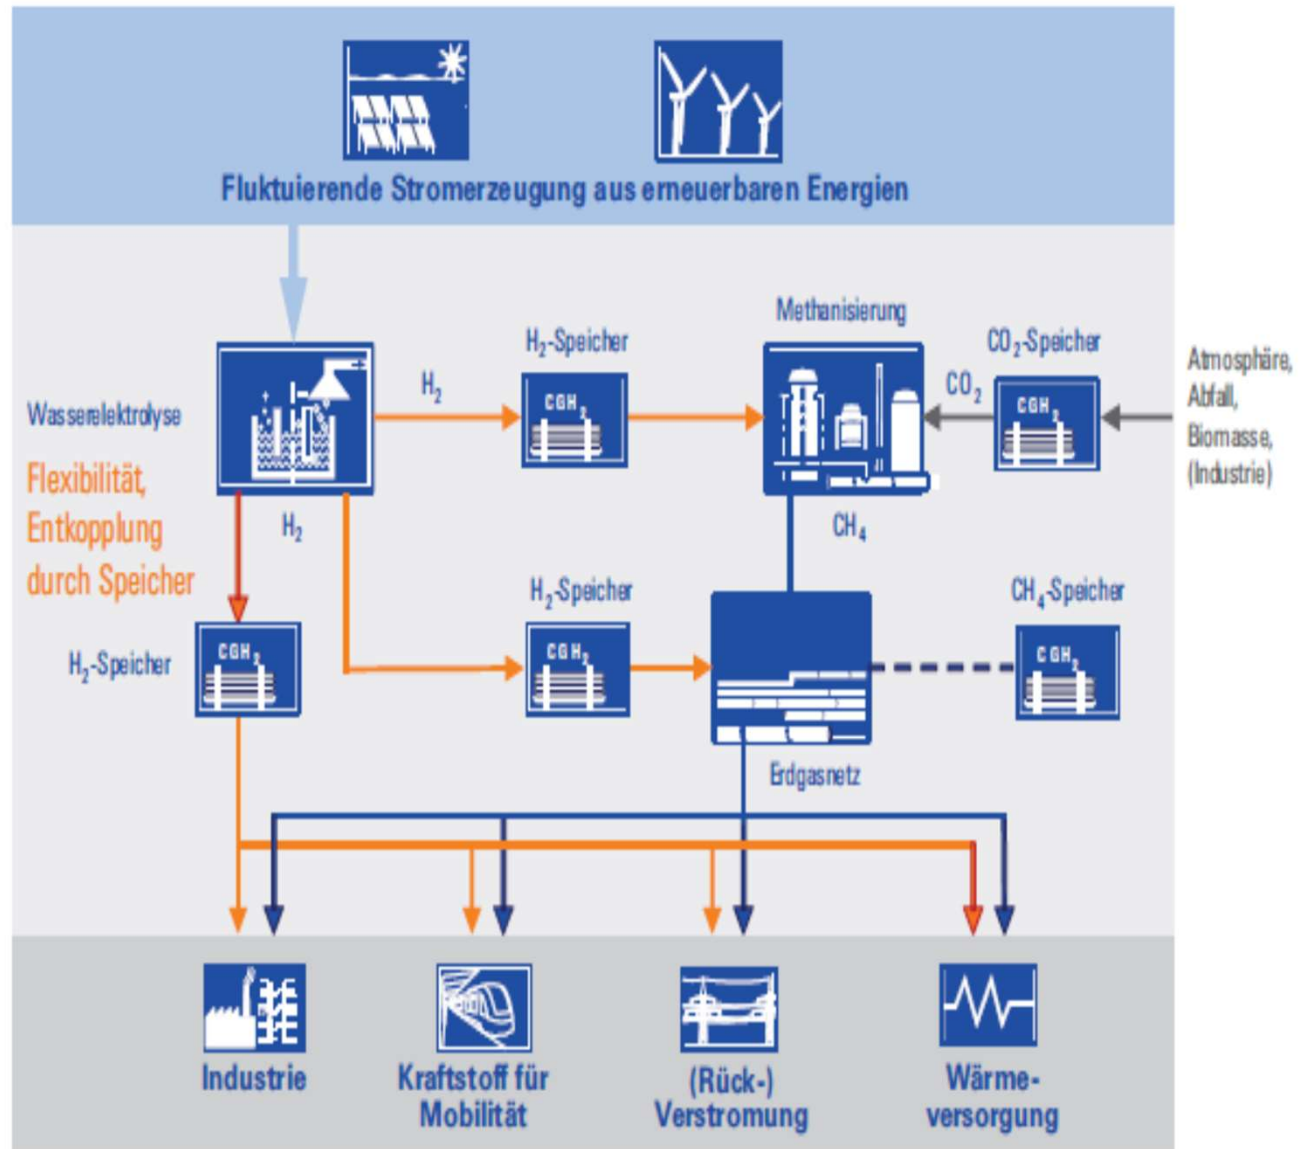 Fluktuierende Stromerzeugung aus erneuerbaren Energien
Methanisierung
H₂-Speicher
CO₂-Speicher
H₂
CO₂
CGH₂
CGH₂
Atmosphäre,
Abfall,
Biomasse,
(Industrie)
Wasserelektrolyse
Flexibilität,
Entkopplung
durch Speicher
H₂
CH₄
H₂-Speicher
CH₄-Speicher
H₂-Speicher
CGH₂
CGH₂
CGH₂
Erdgasnetz
Industrie
Kraftstoff für
Mobilität
(Rück-)
Verstromung
Wärme-
versorgung